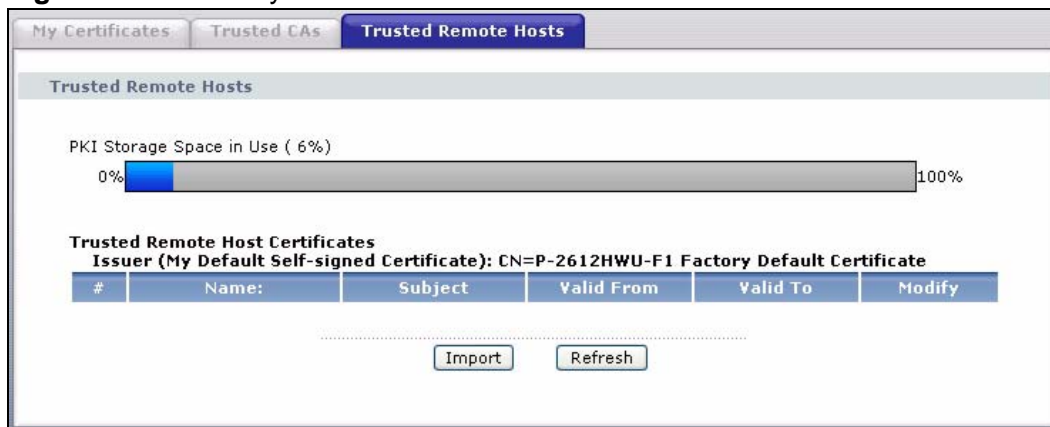 My Certificates Trusted CAs Trusted Remote Hosts
Trusted Remote Hosts
PKI Storage Space in Use ( 6%)
0% 100%
Trusted Remote Host Certificates
Issuer (My Default Self-signed Certificate): CN=P-2612HWU-F1 Factory Default Certificate
# Name: Subject Valid From Valid To Modify
Import Refresh